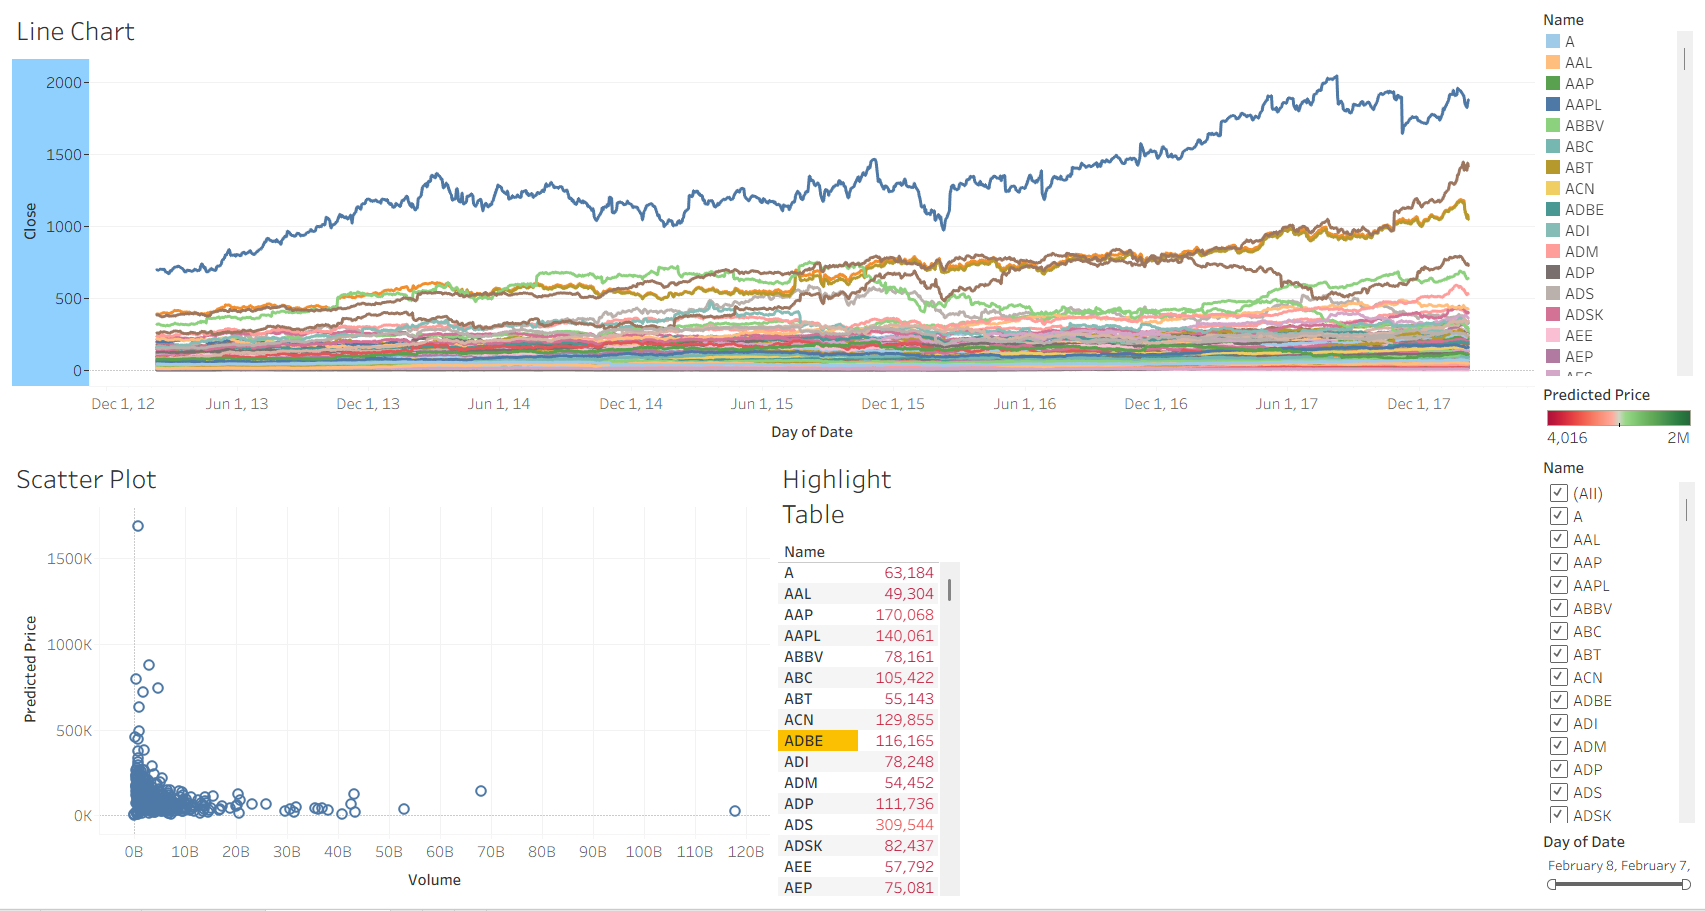 Line Chart
2000
1500
1000
500
0
Close
Dec 1, 12 Jun 1, 13 Dec 1, 13 Jun 1, 14 Dec 1, 14 Jun 1, 15 Dec 1, 15 Jun 1, 16 Dec 1, 16 Jun 1, 17 Dec 1, 17
Day of Date
Name
A
AAL
AAP
AAPL
ABBV
ABC
ABT
ACN
ADBE
ADI
ADM
ADP
ADS
ADSK
AEE
AEP
AES
Predicted Price
4,016 2M
Scatter Plot
1500K
1000K
500K
0K
Predicted Price
0B 10B 20B 30B 40B 50B 60B 70B 80B 90B 100B 110B 120B
Volume
Highlight
Table
Name
A 63,184
AAL 49,304
AAP 170,068
AAPL 140,061
ABBV 78,161
ABC 105,422
ABT 55,143
ACN 129,855
ADBE 116,165
ADI 78,248
ADM 54,452
ADP 111,736
ADS 309,544
ADSK 82,437
AEE 57,792
AEP 75,081
Name
(All)
A
AAL
AAP
AAPL
ABBV
ABC
ABT
ACN
ADBE
ADI
ADM
ADP
ADS
ADSK
Day of Date
February 8, February 7,